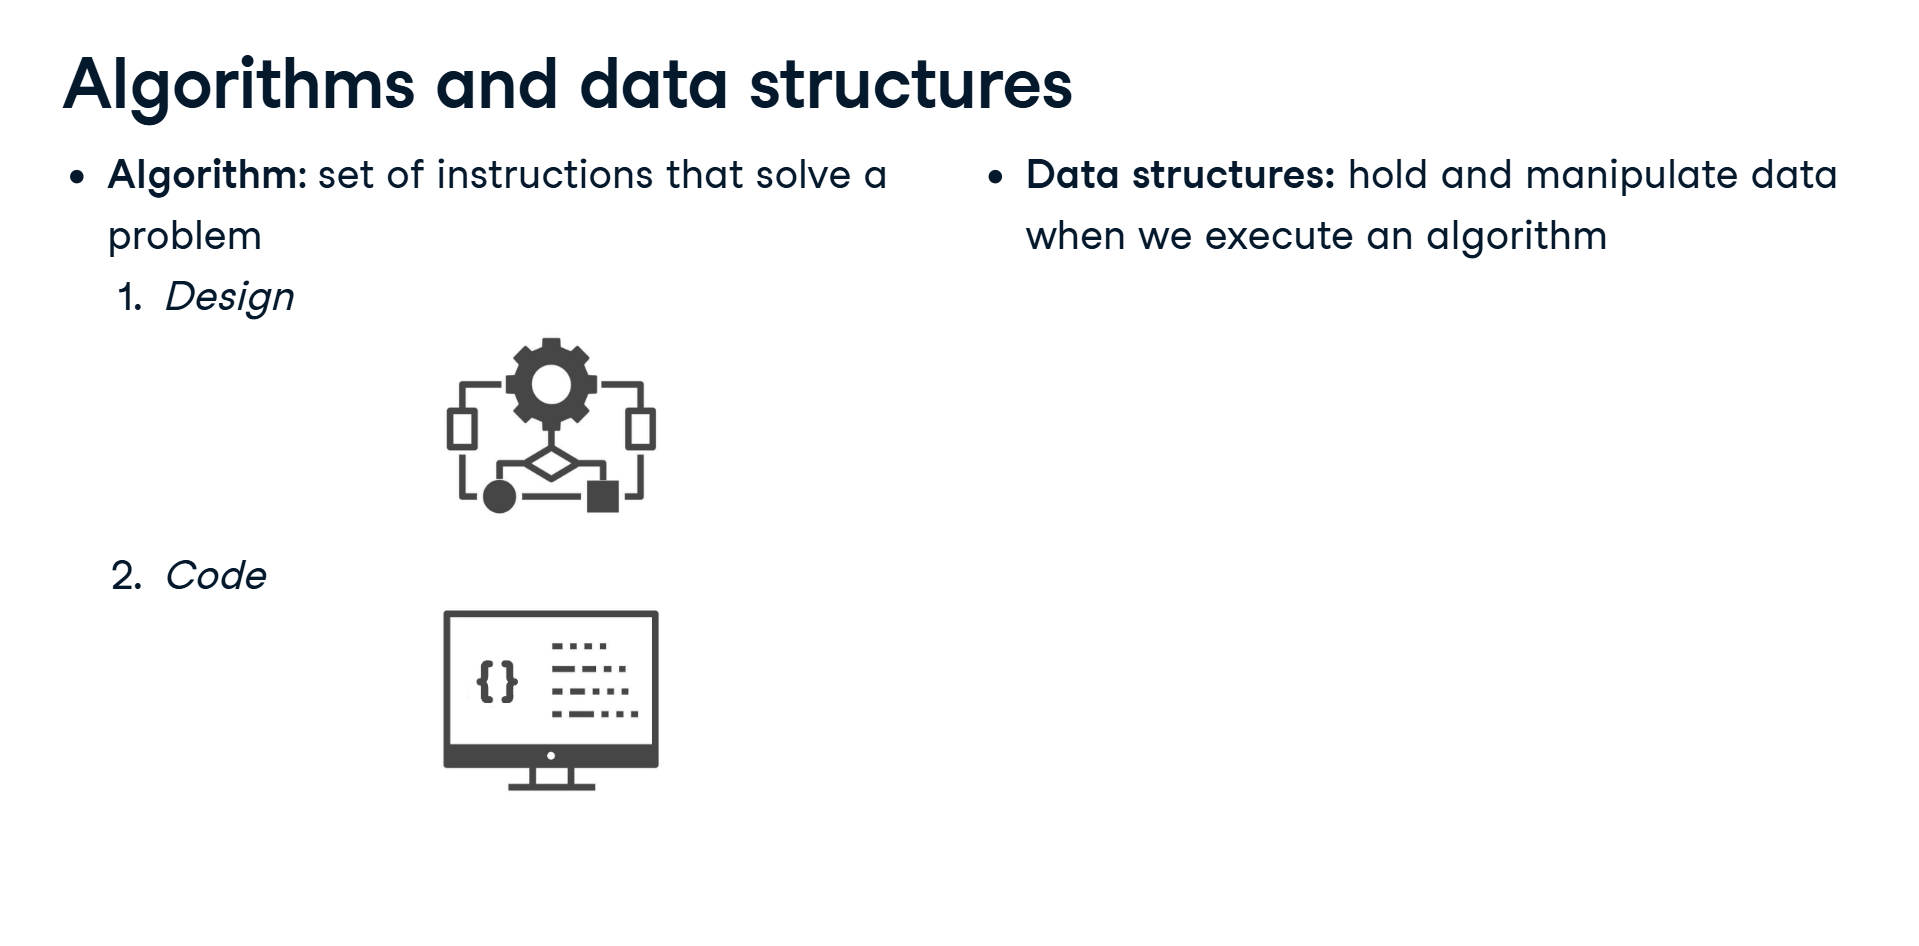 Algorithms and data structures
• Algorithm: set of instructions that solve a
problem
1. Design
{}
2. Code
• Data structures: hold and manipulate data
when we execute an algorithm